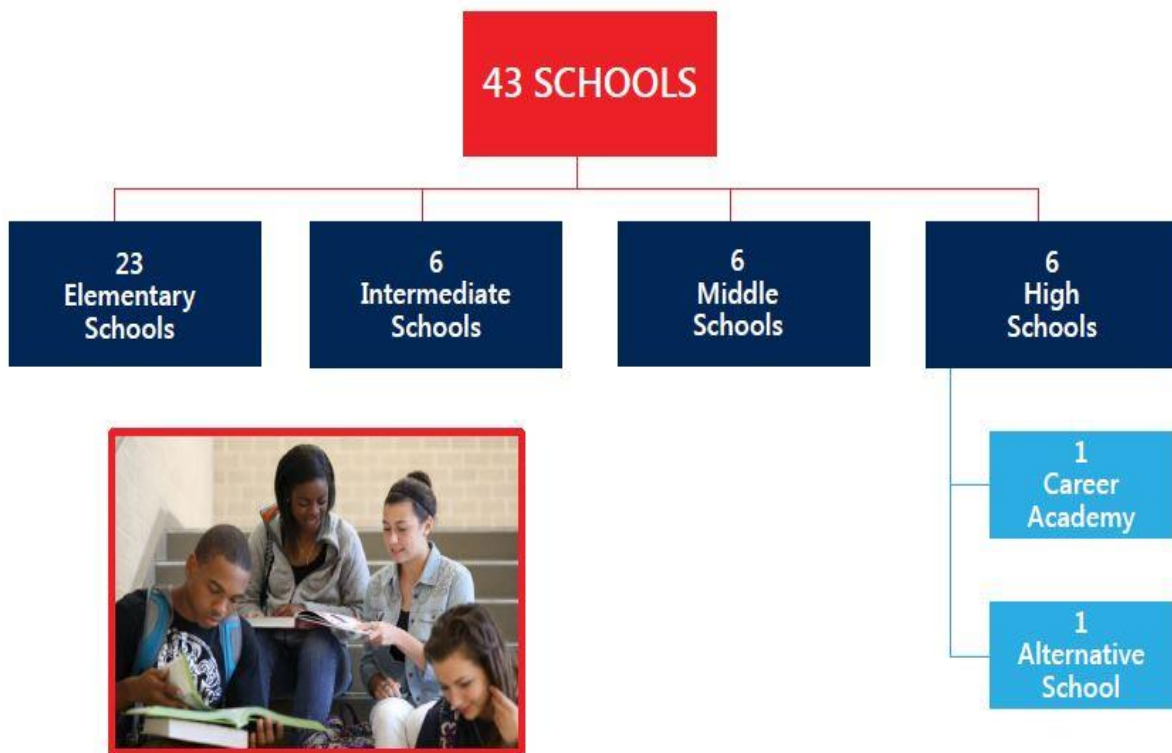 43 SCHOOLS
23
Elementary
Schools
6
Intermediate
Schools
6
Middle
Schools
6
High
Schools
1
Career
Academy
1
Alternative
School